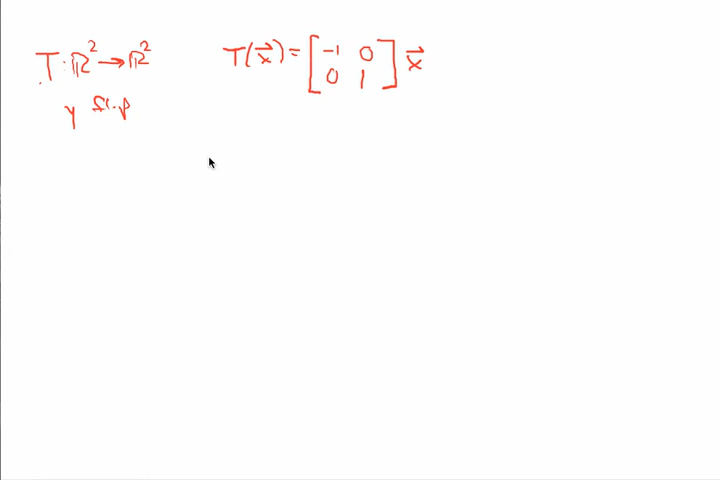 T: ℝ² → ℝ² T(x⃗) = [ -1 0 ; 0 1 ] x⃗
y flip